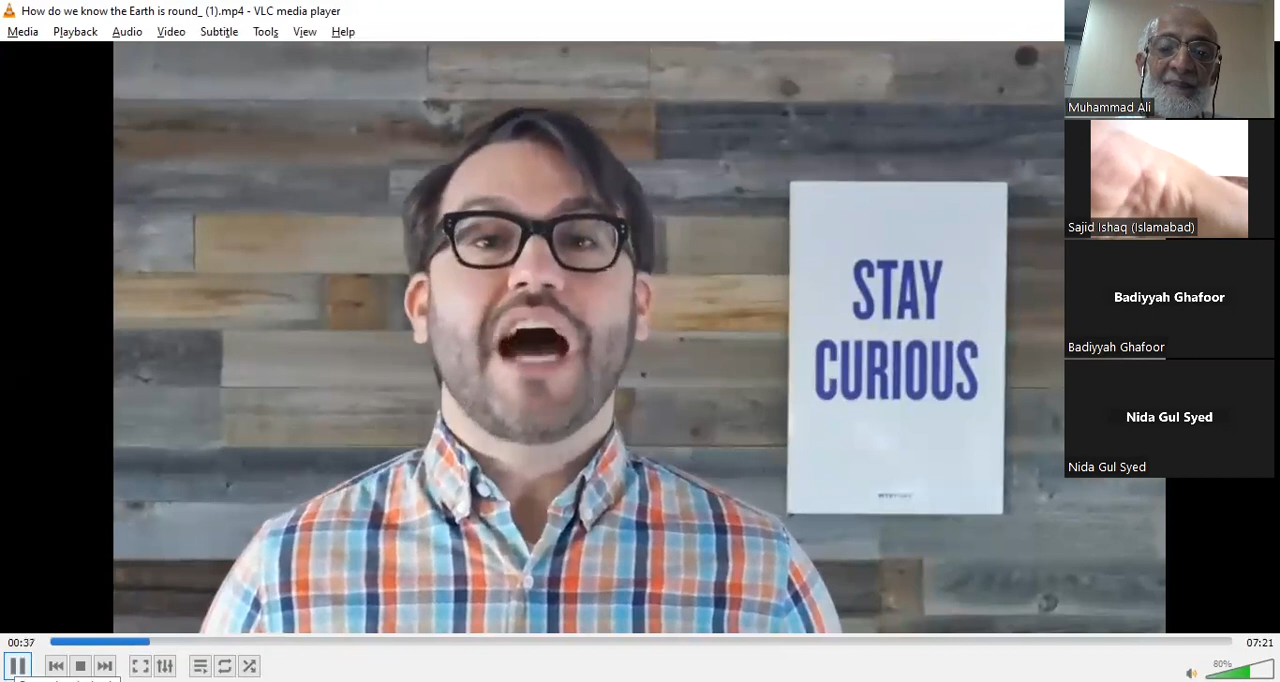 How do we know the Earth is round_ (1).mp4 - VLC media player
Media Playback Audio Video Subtitle Tools View Help
Muhammad Ali
Sajid Ishaq (Islamabad)
Badiyyah Ghafoor
Badiyyah Ghafoor
Nida Gul Syed
Nida Gul Syed
STAY
CURIOUS
00:37
07:21
80%